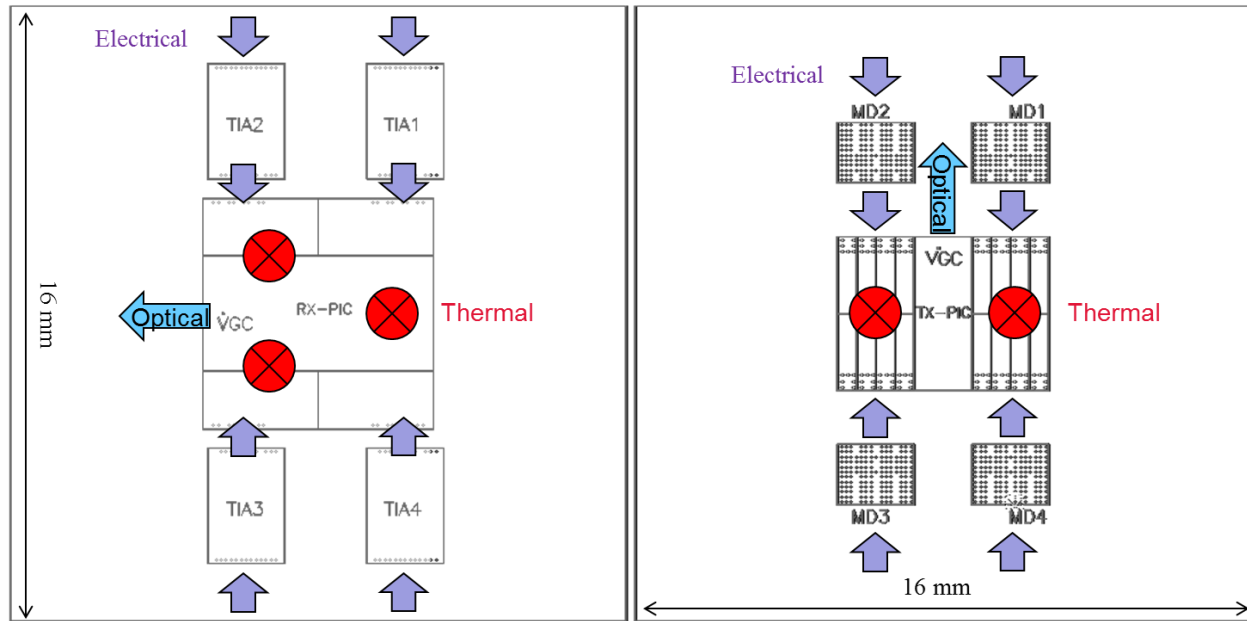 Electrical
TIA2
TIA1
16 mm
Optical
VGC
RX-PIC
Thermal
TIA3
TIA4
Electrical
MD2
MD1
Optical
VGC
TX-PIC
Thermal
MD3
MD4
16 mm